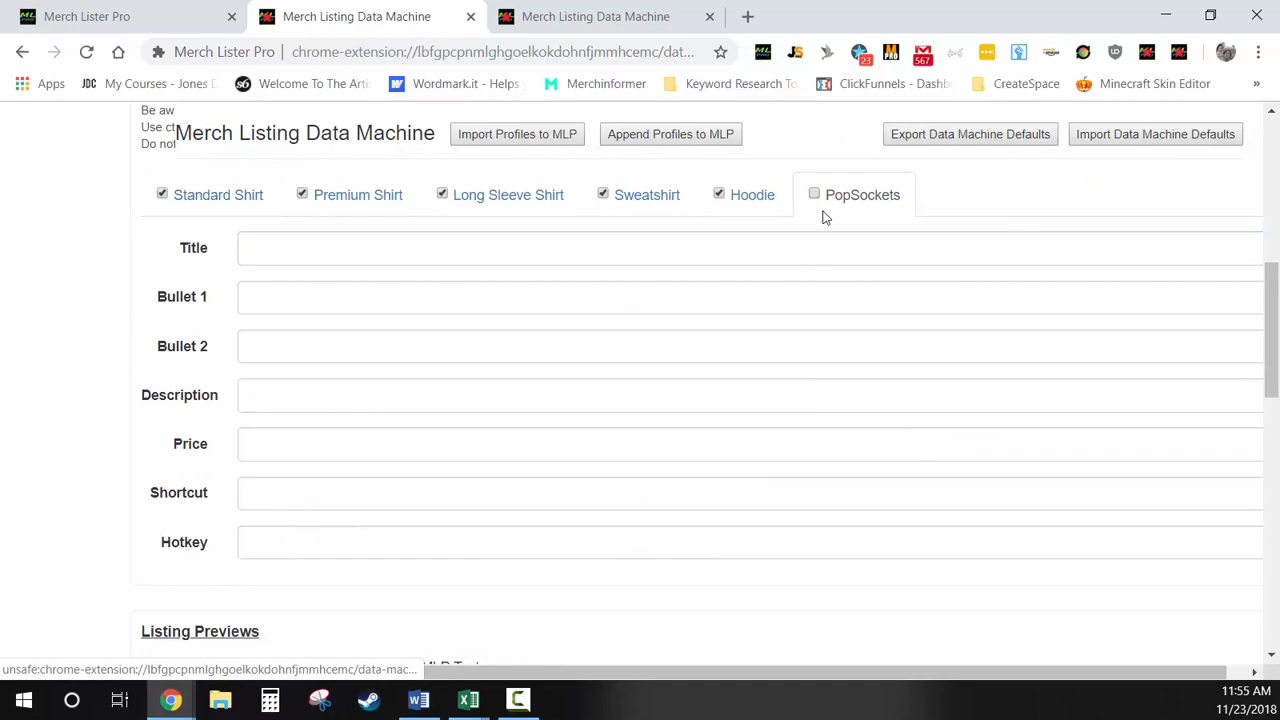 Merch Lister Pro
Merch Listing Data Machine
Merch Listing Data Machine
Merch Lister Pro chrome-extension://lbfgpcpnmlghgoelkokdohnfjmmhcemc/dat...
23
567
Apps
My Courses - Jones D
Welcome To The Arti
Wordmark.it - Helps y
Merchinformer
Keyword Research To
ClickFunnels - Dashb
CreateSpace
Minecraft Skin Editor
»
Be aw
Use ct
Do not
Merch Listing Data Machine
Import Profiles to MLP
Append Profiles to MLP
Export Data Machine Defaults
Import Data Machine Defaults
Standard Shirt
Premium Shirt
Long Sleeve Shirt
Sweatshirt
Hoodie
PopSockets
Title
Bullet 1
Bullet 2
Description
Price
Shortcut
Hotkey
Listing Previews
unsafe:chrome-extension://lbfgpcpnmlghgoelkokdohnfjmmhcemc/data-mac...
11:55 AM
11/23/2018